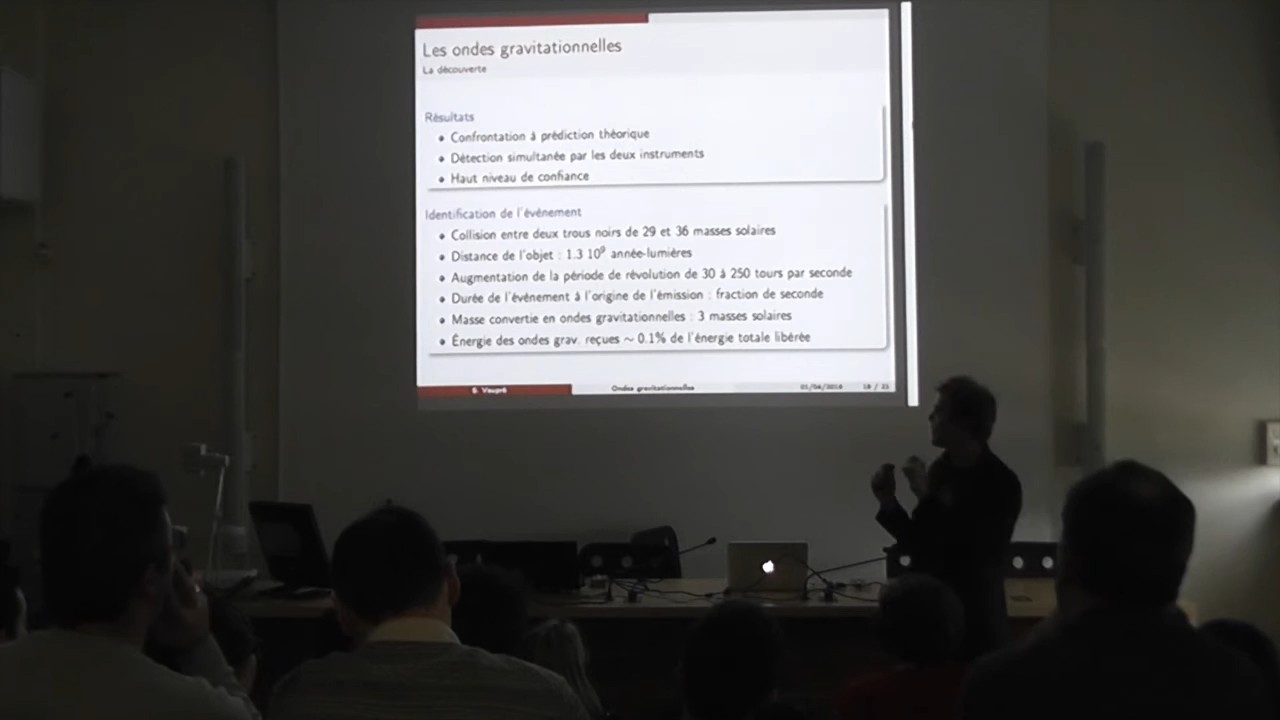 Les ondes gravitationnelles
La découverte
Résultats
• Confrontation à prédiction théorique
• Détection simultanée par les deux instruments
• Haut niveau de confiance
Identification de l'événement
• Collision entre deux trous noirs de 29 et 36 masses solaires
• Distance de l'objet : 1.3 10⁹ année-lumières
• Augmentation de la période de révolution de 30 à 250 tours par seconde
• Durée de l'événement à l'origine de l'émission : fraction de seconde
• Masse convertie en ondes gravitationnelles : 3 masses solaires
• Énergie des ondes grav. reçues ∼ 0.1% de l'énergie totale libérée
Vaupré Ondes gravitationnelles 01/04/2016